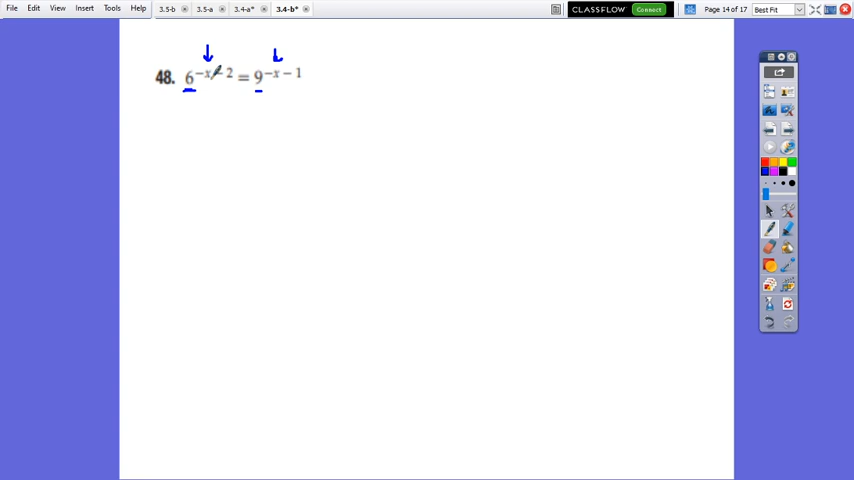 File Edit View Insert Tools Help 3.5-b 3.5-a 3.4-a* 3.4-b* CLASSFLOW Connect Page 14 of 17 Best Fit
48. 6^{-x - 2} = 9^{-x - 1}